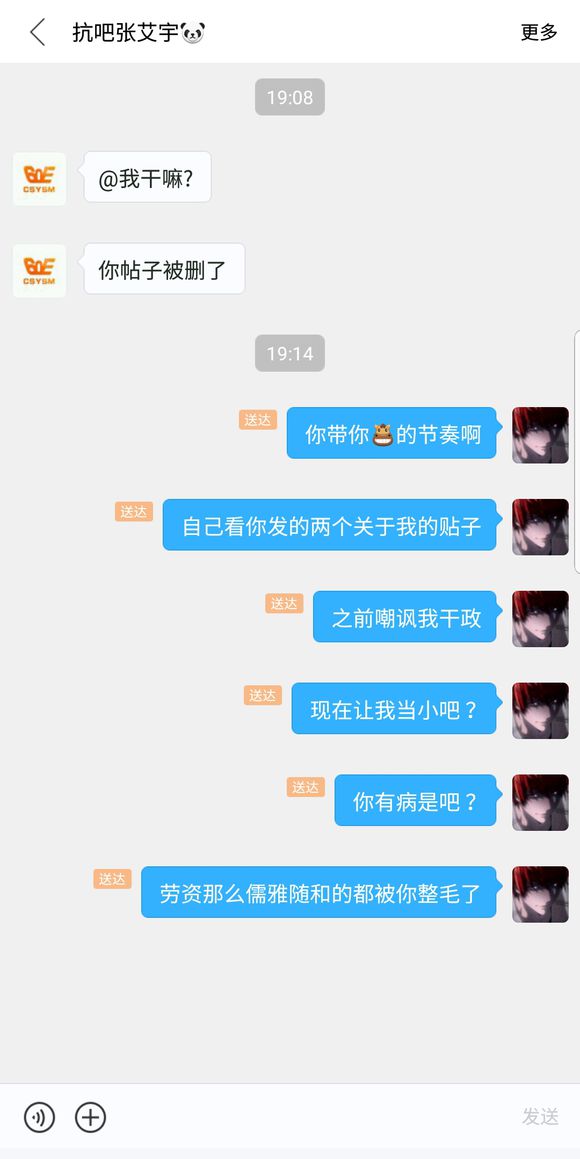 抗吧张艾宇🐼
更多
19:08
@我干嘛?
BOE
CSYSM
你帖子被删了
BOE
CSYSM
19:14
送达
你带你🐴的节奏啊
送达
自己看你发的两个关于我的贴子
送达
之前嘲讽我干政
送达
现在让我当小吧？
送达
你有病是吧？
送达
劳资那么儒雅随和的都被你整毛了
发送